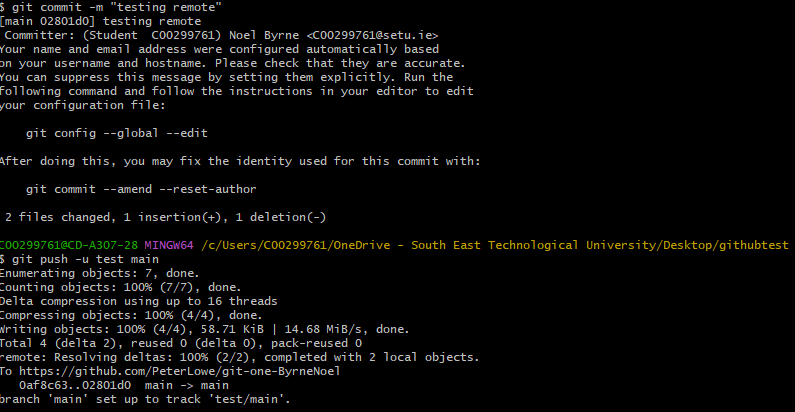 $ git commit -m "testing remote"
[main 02801d0] testing remote
 Committer: (Student  C00299761) Noel Byrne <C00299761@setu.ie>
Your name and email address were configured automatically based
on your username and hostname. Please check that they are accurate.
You can suppress this message by setting them explicitly. Run the
following command and follow the instructions in your editor to edit
your configuration file:

    git config --global --edit

After doing this, you may fix the identity used for this commit with:

    git commit --amend --reset-author

 2 files changed, 1 insertion(+), 1 deletion(-)

C00299761@CD-A307-28 MINGW64 /c/Users/C00299761/OneDrive - South East Technological University/Desktop/githubtest
$ git push -u test main
Enumerating objects: 7, done.
Counting objects: 100% (7/7), done.
Delta compression using up to 16 threads
Compressing objects: 100% (4/4), done.
Writing objects: 100% (4/4), 58.71 KiB | 14.68 MiB/s, done.
Total 4 (delta 2), reused 0 (delta 0), pack-reused 0
remote: Resolving deltas: 100% (2/2), completed with 2 local objects.
To https://github.com/PeterLowe/git-one-ByrneNoel
   0af8c63..02801d0  main -> main
branch 'main' set up to track 'test/main'.